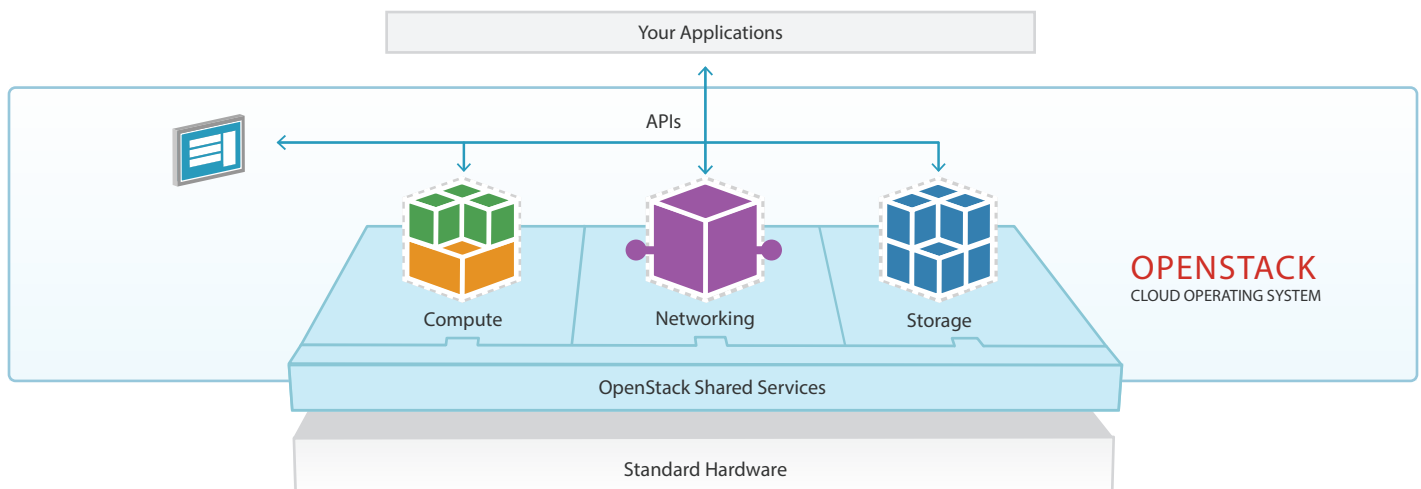 Your Applications
APIs
Compute
Networking
Storage
OPENSTACK
CLOUD OPERATING SYSTEM
OpenStack Shared Services
Standard Hardware